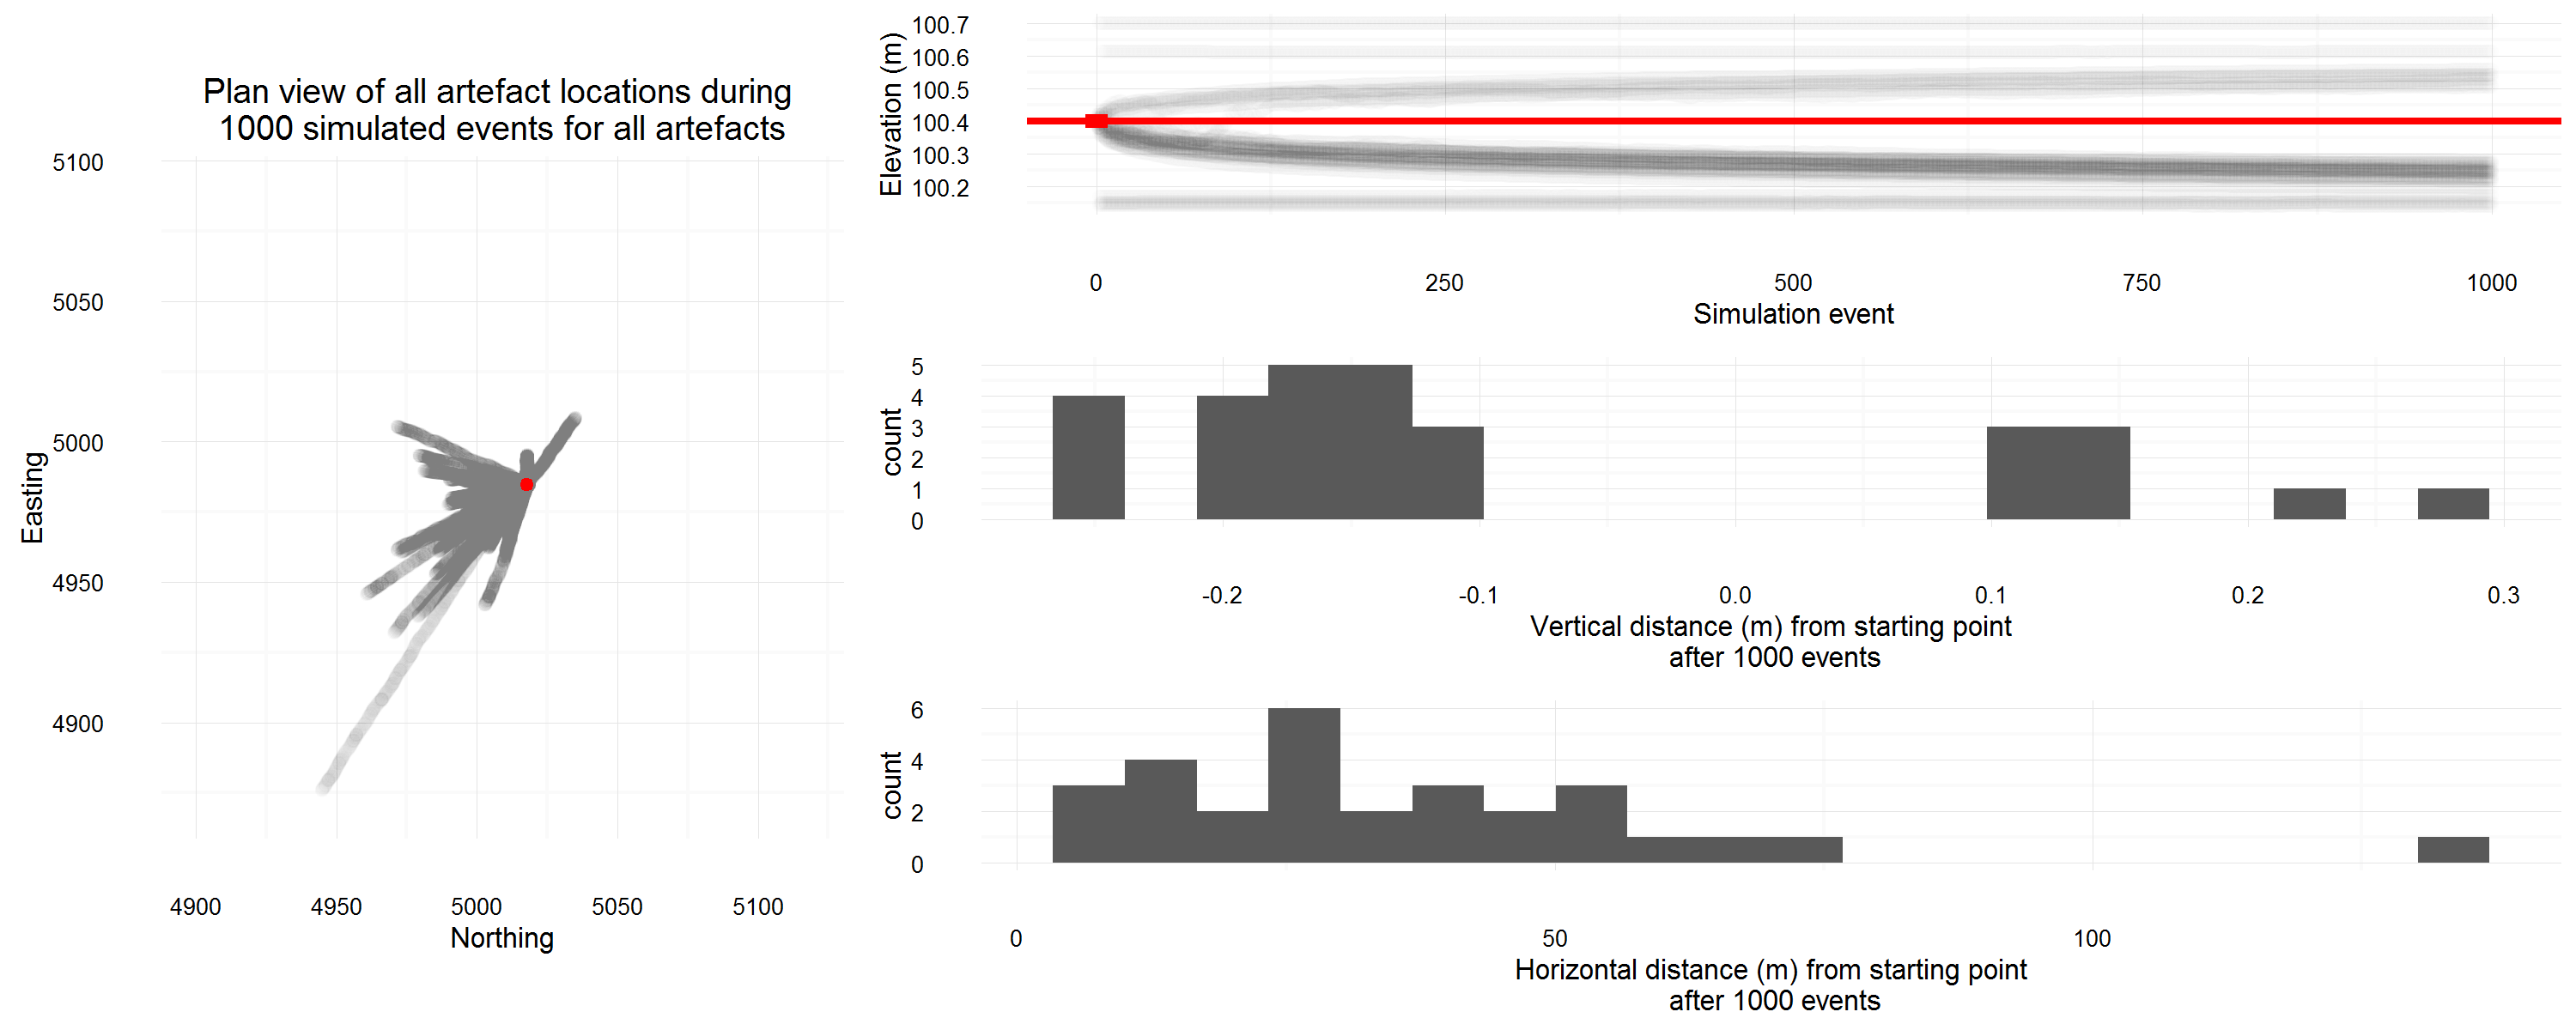 Plan view of all artefact locations during
1000 simulated events for all artefacts
5100
5050
5000
4950
4900
Easting
4900 4950 5000 5050 5100
Northing
100.7
100.6
100.5
100.4
100.3
100.2
Elevation (m)
0 250 500 750 1000
Simulation event
5
4
3
2
1
0
count
-0.2 -0.1 0.0 0.1 0.2 0.3
Vertical distance (m) from starting point
after 1000 events
6
4
2
0
count
0 50 100
Horizontal distance (m) from starting point
after 1000 events